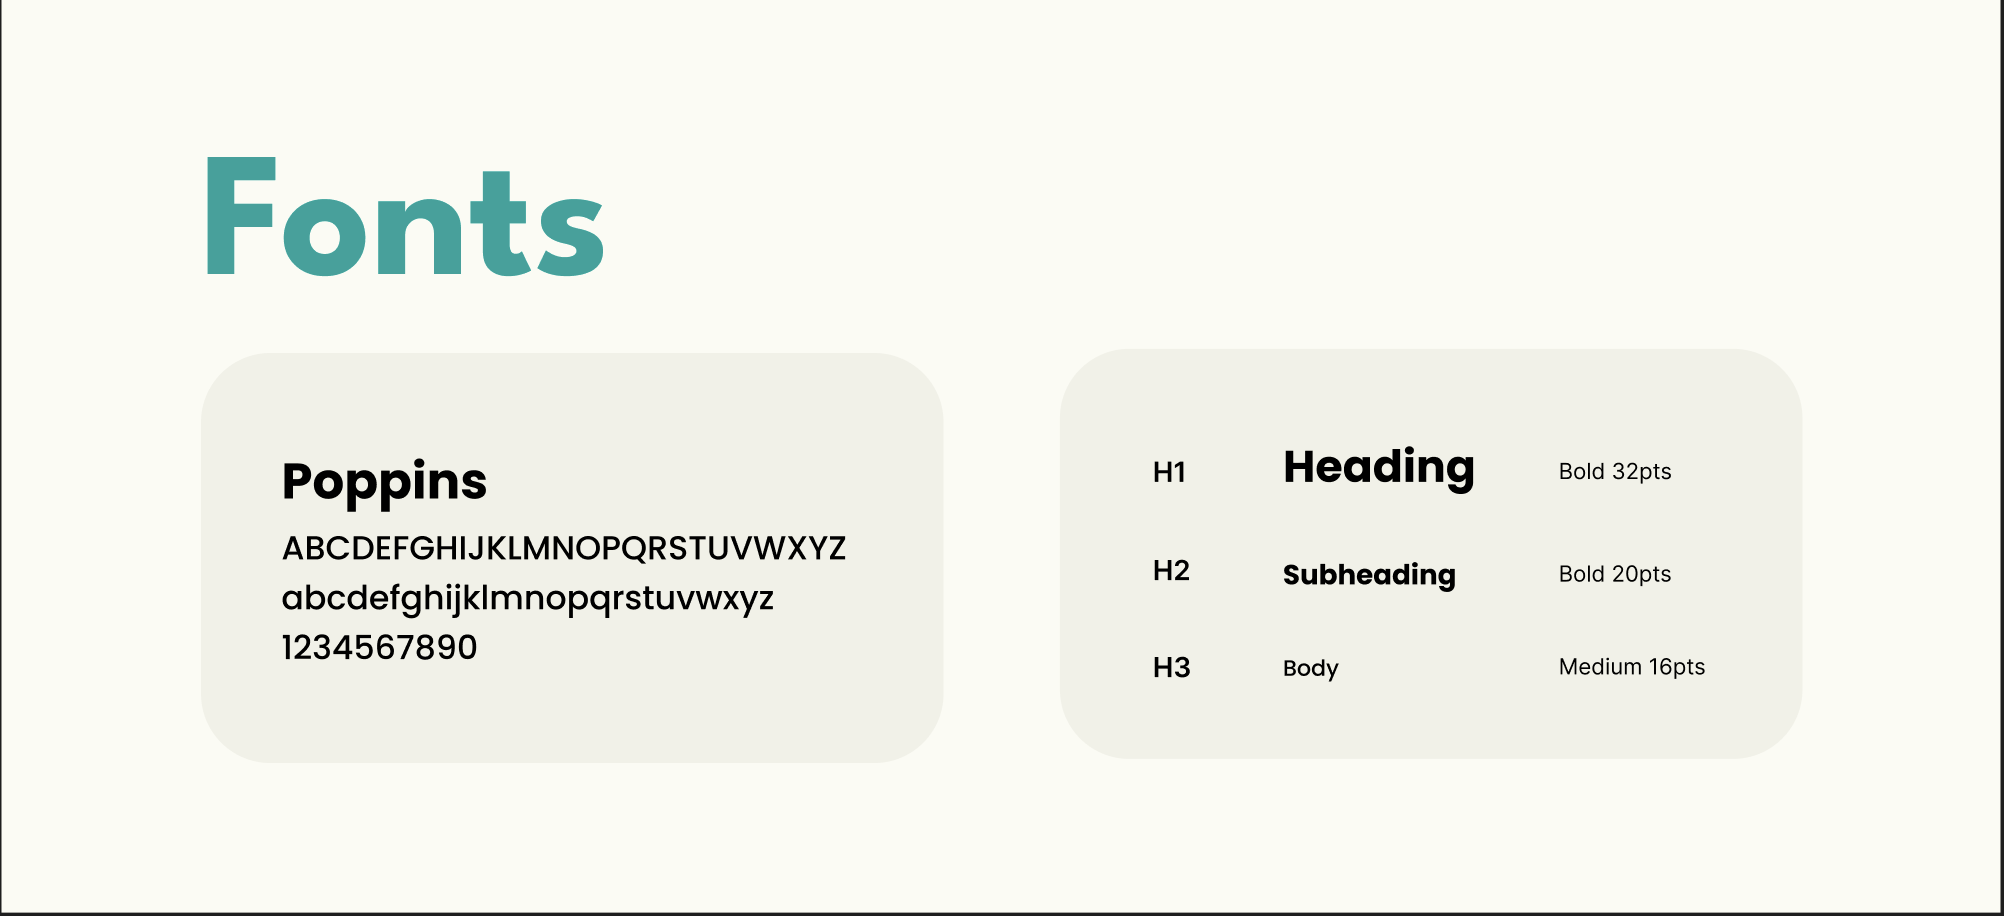 Fonts
Poppins
ABCDEFGHIJKLMNOPQRSTUVWXYZ
abcdefghijklmnopqrstuvwxyz
1234567890
H1 Heading Bold 32pts
H2 Subheading Bold 20pts
H3 Body Medium 16pts